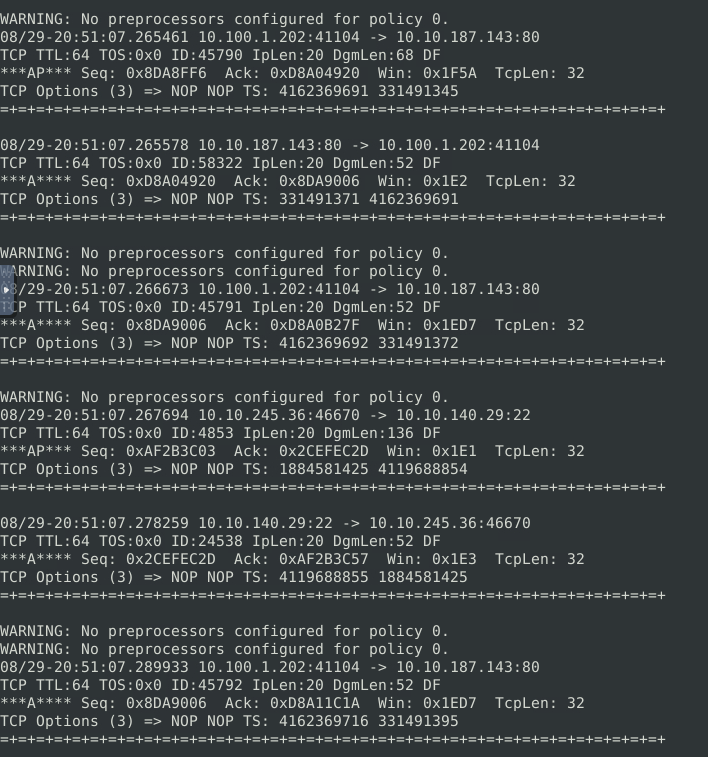 WARNING: No preprocessors configured for policy 0.
08/29-20:51:07.265461 10.100.1.202:41104 -> 10.10.187.143:80
TCP TTL:64 TOS:0x0 ID:45790 IpLen:20 DgmLen:68 DF
***AP*** Seq: 0x8DA8FF6  Ack: 0xD8A04920  Win: 0x1F5A  TcpLen: 32
TCP Options (3) => NOP NOP TS: 4162369691 331491345
=+=+=+=+=+=+=+=+=+=+=+=+=+=+=+=+=+=+=+=+=+=+=+=+=+=+=+=+=+=+=+=+=+=+=+=+=+

08/29-20:51:07.265578 10.10.187.143:80 -> 10.100.1.202:41104
TCP TTL:64 TOS:0x0 ID:58322 IpLen:20 DgmLen:52 DF
***A**** Seq: 0xD8A04920  Ack: 0x8DA9006  Win: 0x1E2  TcpLen: 32
TCP Options (3) => NOP NOP TS: 331491371 4162369691
=+=+=+=+=+=+=+=+=+=+=+=+=+=+=+=+=+=+=+=+=+=+=+=+=+=+=+=+=+=+=+=+=+=+=+=+=+

WARNING: No preprocessors configured for policy 0.
WARNING: No preprocessors configured for policy 0.
08/29-20:51:07.266673 10.100.1.202:41104 -> 10.10.187.143:80
TCP TTL:64 TOS:0x0 ID:45791 IpLen:20 DgmLen:52 DF
***A**** Seq: 0x8DA9006  Ack: 0xD8A0B27F  Win: 0x1ED7  TcpLen: 32
TCP Options (3) => NOP NOP TS: 4162369692 331491372
=+=+=+=+=+=+=+=+=+=+=+=+=+=+=+=+=+=+=+=+=+=+=+=+=+=+=+=+=+=+=+=+=+=+=+=+=+

WARNING: No preprocessors configured for policy 0.
08/29-20:51:07.267694 10.10.245.36:46670 -> 10.10.140.29:22
TCP TTL:64 TOS:0x0 ID:4853 IpLen:20 DgmLen:136 DF
***AP*** Seq: 0xAF2B3C03  Ack: 0x2CEFEC2D  Win: 0x1E1  TcpLen: 32
TCP Options (3) => NOP NOP TS: 1884581425 4119688854
=+=+=+=+=+=+=+=+=+=+=+=+=+=+=+=+=+=+=+=+=+=+=+=+=+=+=+=+=+=+=+=+=+=+=+=+=+

08/29-20:51:07.278259 10.10.140.29:22 -> 10.10.245.36:46670
TCP TTL:64 TOS:0x0 ID:24538 IpLen:20 DgmLen:52 DF
***A**** Seq: 0x2CEFEC2D  Ack: 0xAF2B3C57  Win: 0x1E3  TcpLen: 32
TCP Options (3) => NOP NOP TS: 4119688855 1884581425
=+=+=+=+=+=+=+=+=+=+=+=+=+=+=+=+=+=+=+=+=+=+=+=+=+=+=+=+=+=+=+=+=+=+=+=+=+

WARNING: No preprocessors configured for policy 0.
WARNING: No preprocessors configured for policy 0.
08/29-20:51:07.289933 10.100.1.202:41104 -> 10.10.187.143:80
TCP TTL:64 TOS:0x0 ID:45792 IpLen:20 DgmLen:52 DF
***A**** Seq: 0x8DA9006  Ack: 0xD8A11C1A  Win: 0x1ED7  TcpLen: 32
TCP Options (3) => NOP NOP TS: 4162369716 331491395
=+=+=+=+=+=+=+=+=+=+=+=+=+=+=+=+=+=+=+=+=+=+=+=+=+=+=+=+=+=+=+=+=+=+=+=+=+